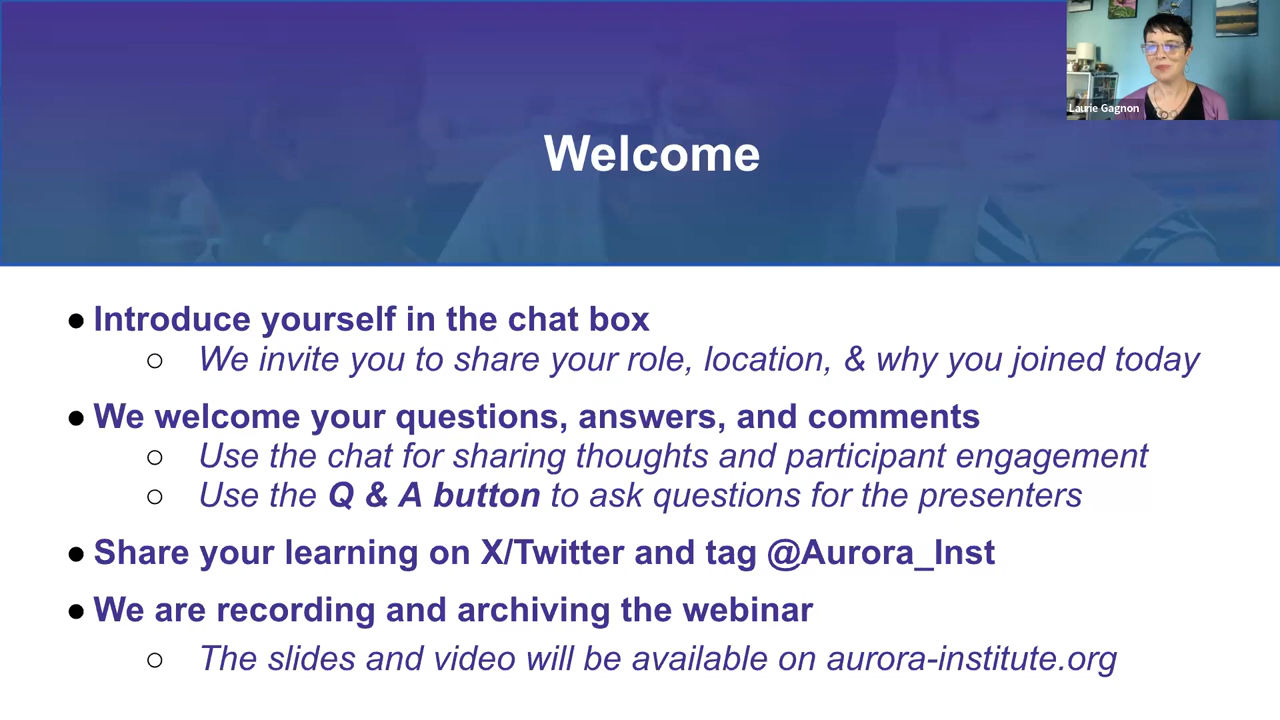 Laurie Gagnon
Welcome
● Introduce yourself in the chat box
○ We invite you to share your role, location, & why you joined today
● We welcome your questions, answers, and comments
○ Use the chat for sharing thoughts and participant engagement
○ Use the Q & A button to ask questions for the presenters
● Share your learning on X/Twitter and tag @Aurora_Inst
● We are recording and archiving the webinar
○ The slides and video will be available on aurora-institute.org